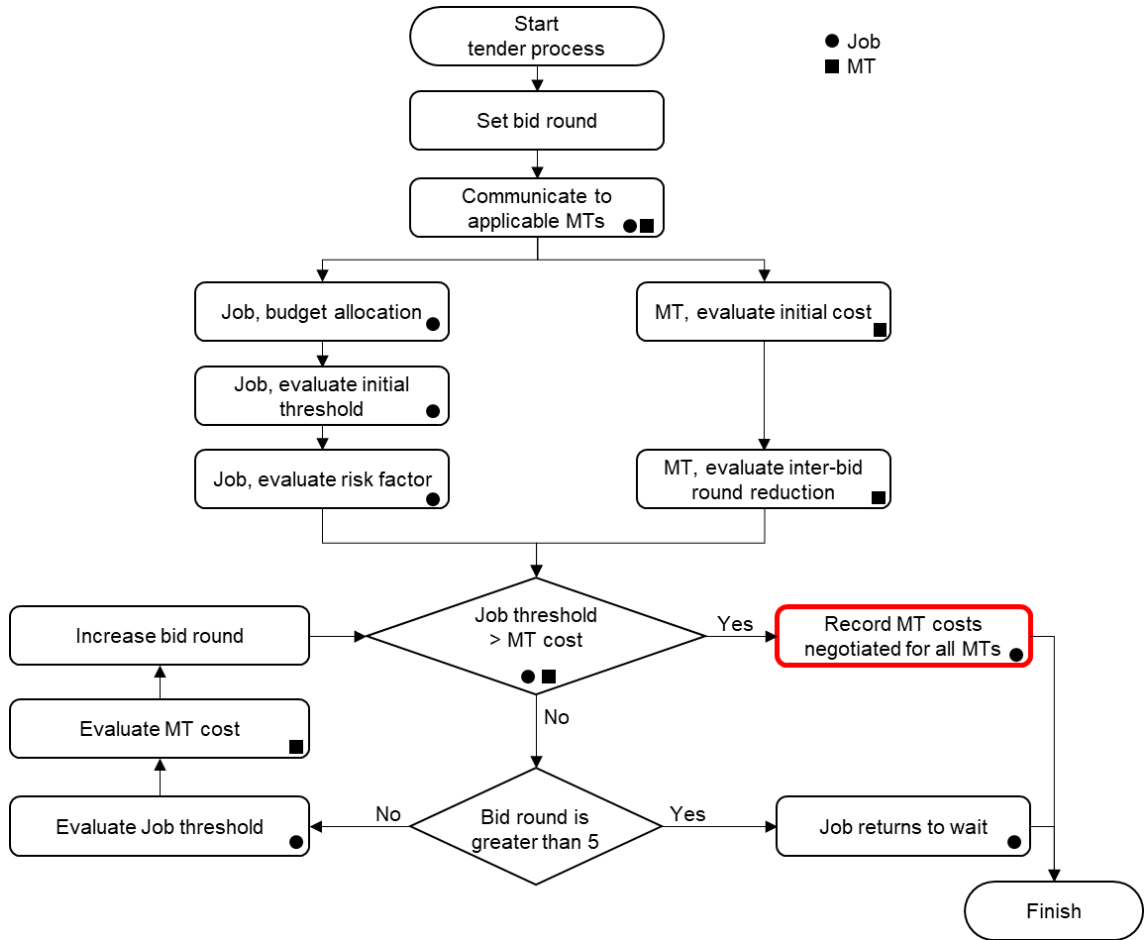 Start
tender process
Job
MT
Set bid round
Communicate to
applicable MTs
Job, budget allocation
MT, evaluate initial cost
Job, evaluate initial
threshold
Job, evaluate risk factor
MT, evaluate inter-bid
round reduction
Increase bid round
Job threshold
> MT cost
Yes
Record MT costs
negotiated for all MTs
No
Evaluate MT cost
Evaluate Job threshold
No
Bid round is
greater than 5
Yes
Job returns to wait
Finish